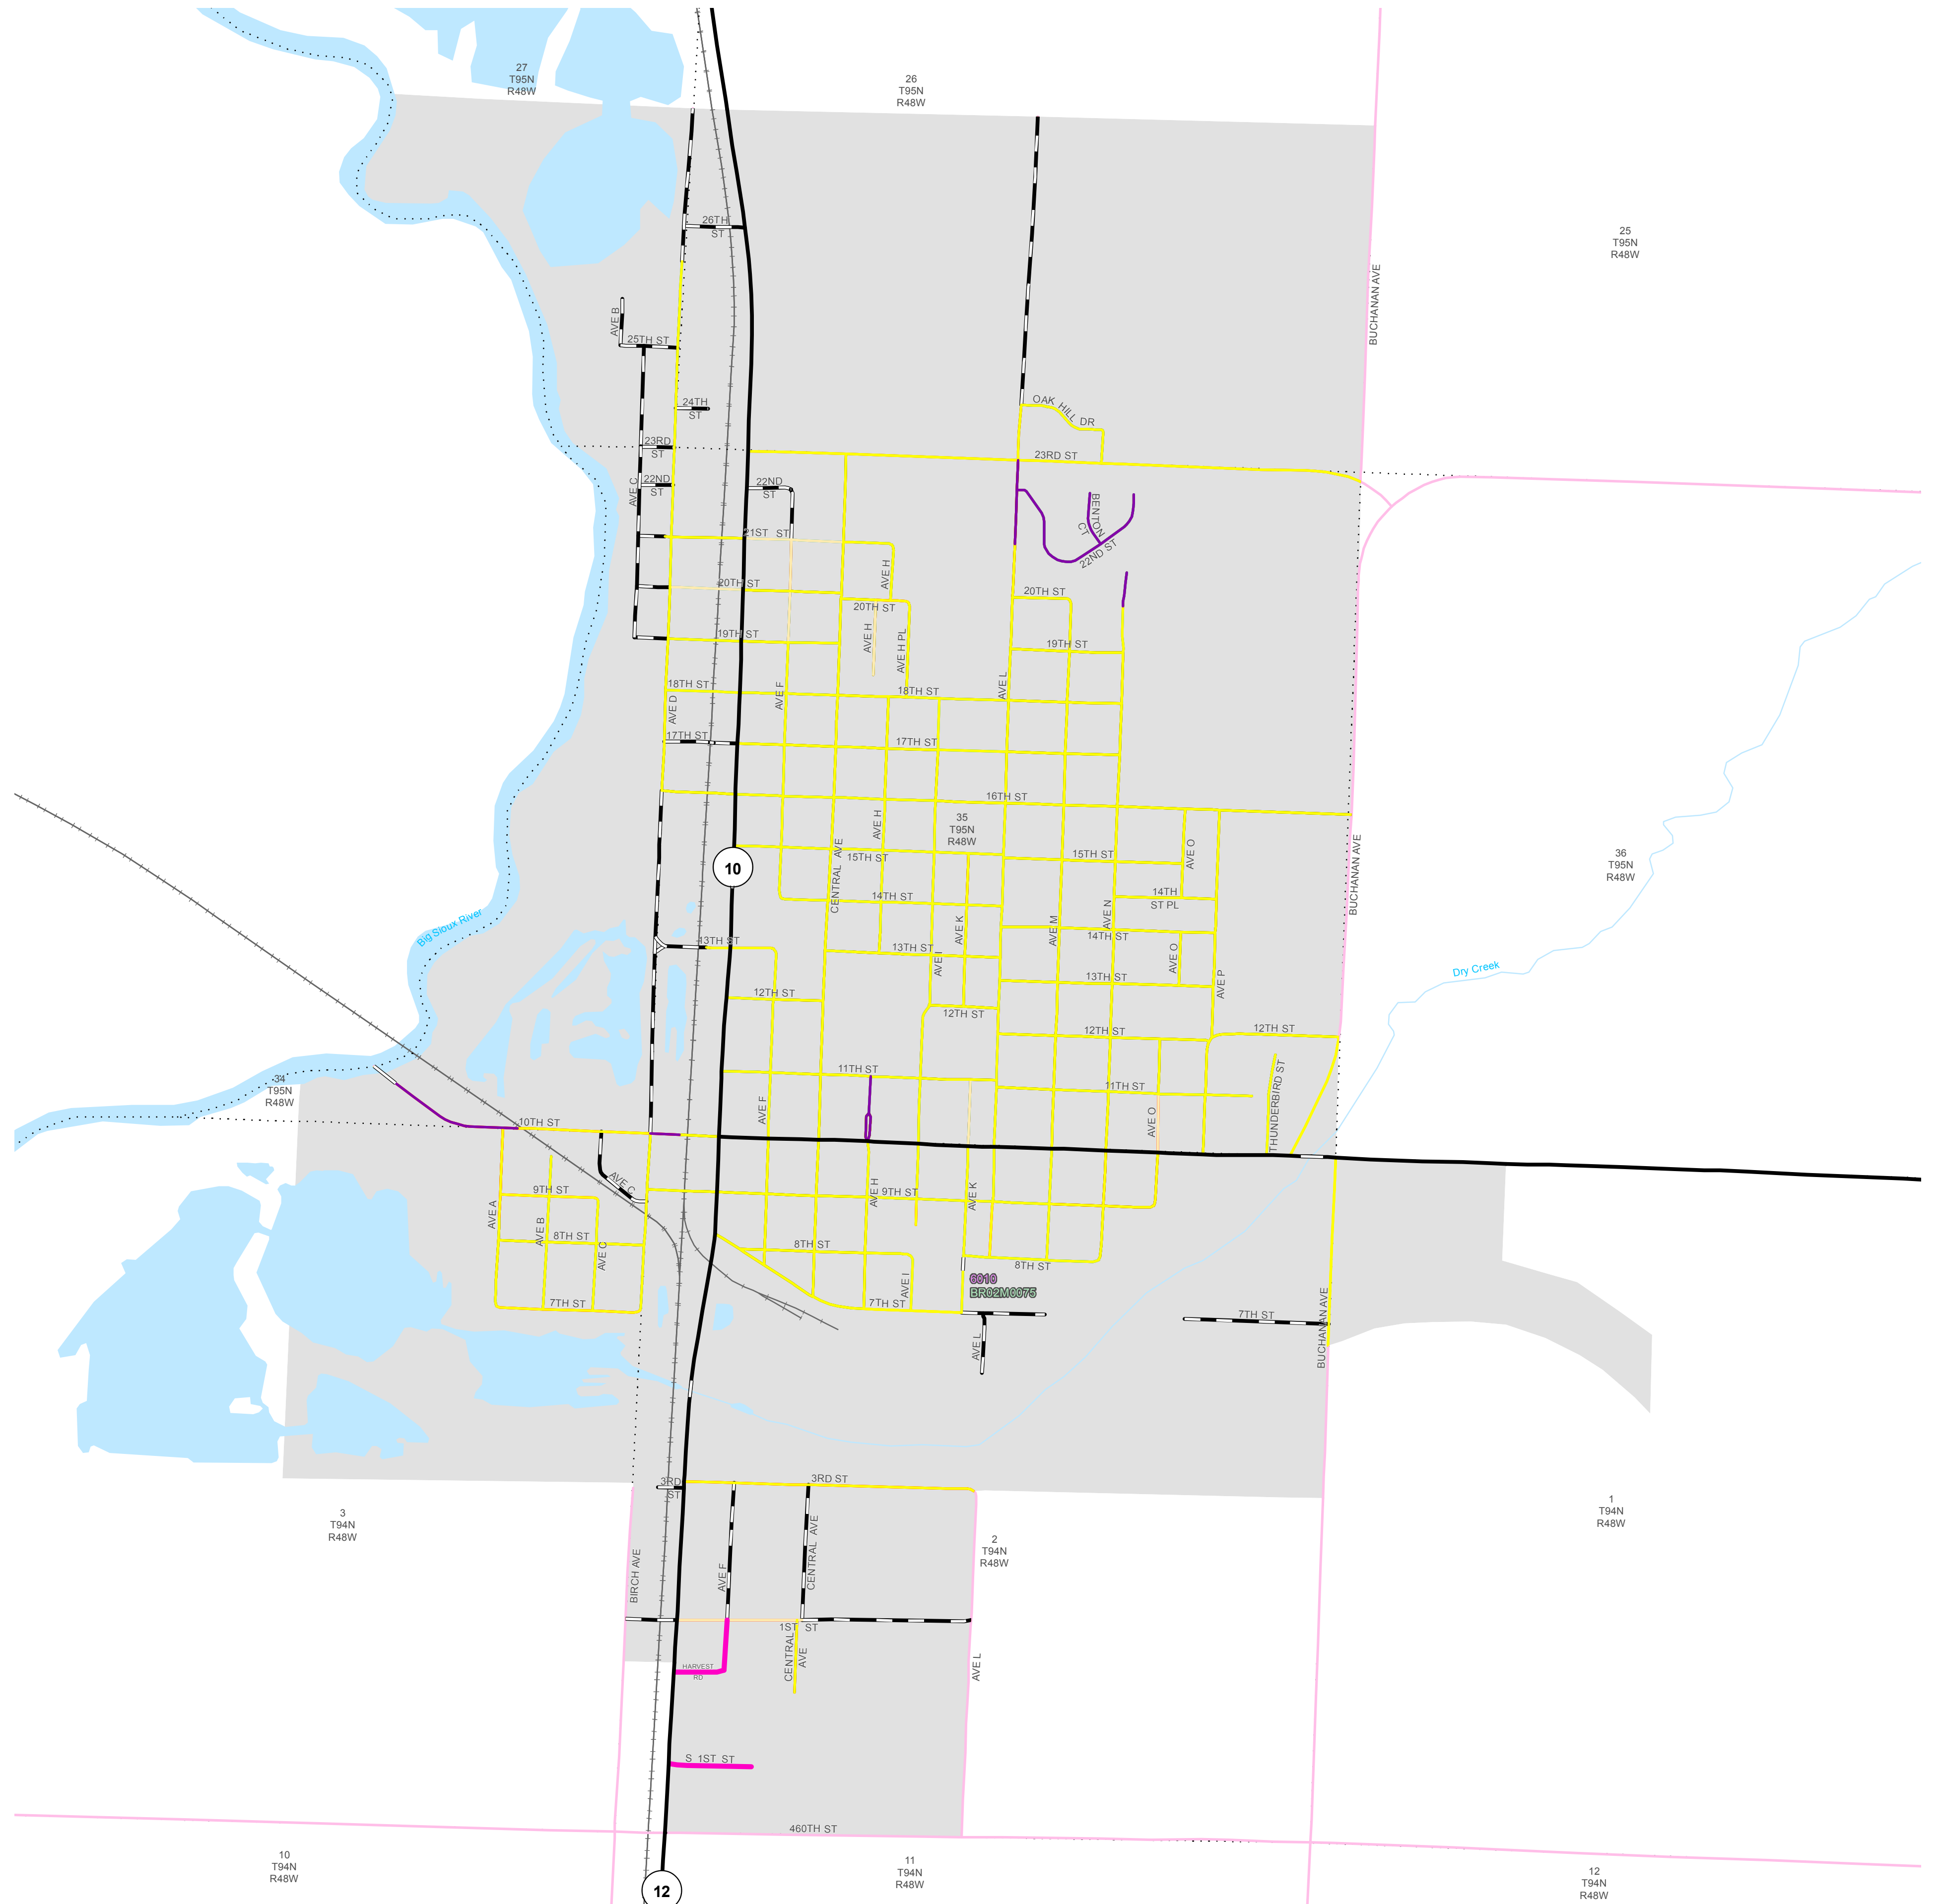 27
T95N
R48W
26
T95N
R48W
25
T95N
R48W
26TH
ST
BUCHANAN AVE
AVE B
25TH ST
24TH
ST
OAK HILL DR
23RD
ST
23RD ST
22ND
ST
AVE C
22ND
ST
BENTON
CT
22ND ST
21ST ST
AVE H
20TH ST
20TH ST
20TH ST
AVE H
AVE H PL
19TH ST
19TH ST
18TH ST
18TH ST
AVE D
AVE F
AVE L
17TH ST
17TH ST
16TH ST
35
T95N
R48W
AVE H
10
CENTRAL AVE
15TH ST
15TH ST
AVE O
BUCHANAN AVE
36
T95N
R48W
14TH ST
14TH
ST PL
AVE K
AVE M
AVE N
Big Sioux River
13TH ST
13TH ST
14TH ST
AVE I
AVE O
13TH ST
AVE P
Dry Creek
12TH ST
12TH ST
12TH ST
12TH ST
34
T95N
R48W
11TH ST
11TH ST
THUNDERBIRD ST
AVE F
AVE O
10TH ST
AVE C
9TH ST
AVE H
9TH ST
AVE K
AVE A
AVE B
8TH ST
AVE C
8TH ST
8TH ST
AVE I
6910
BR02M0075
7TH ST
7TH ST
7TH ST
AVE L
BUCHANAN AVE
3RD
ST
3RD ST
3
T94N
R48W
2
T94N
R48W
1
T94N
R48W
BIRCH AVE
AVE F
CENTRAL AVE
1ST ST
CENTRAL
AVE
HARVEST
RD
AVE L
S 1ST ST
460TH ST
10
T94N
R48W
11
T94N
R48W
12
T94N
R48W
12